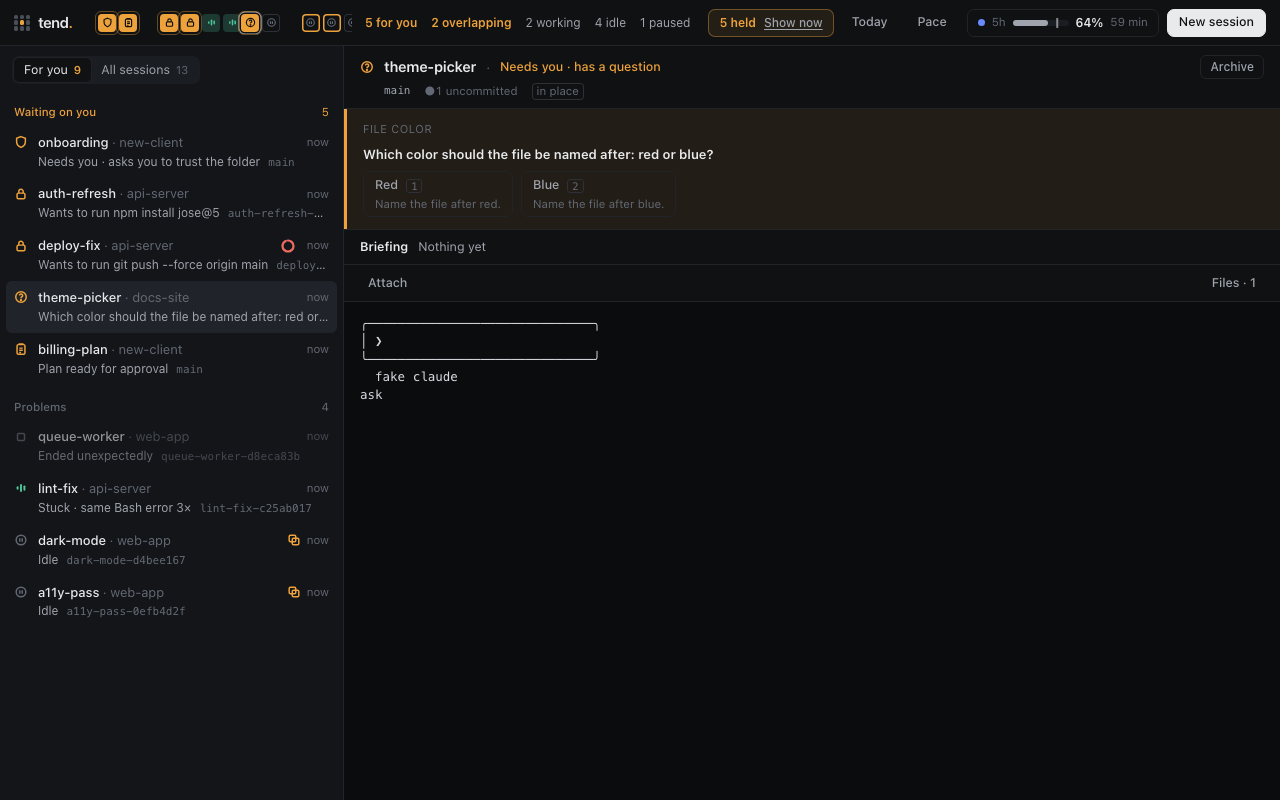 tend.
5 for you 2 overlapping 2 working 4 idle 1 paused
5 held Show now
Today
Pace
5h 64% 59 min
New session
For you 9
All sessions 13
Waiting on you 5
onboarding · new-client now
Needs you · asks you to trust the folder main
auth-refresh · api-server now
Wants to run npm install jose@5 auth-refresh-…
deploy-fix · api-server now
Wants to run git push --force origin main deploy…
theme-picker · docs-site now
Which color should the file be named after: red or…
billing-plan · new-client now
Plan ready for approval main
Problems 4
queue-worker · web-app now
Ended unexpectedly queue-worker-d8eca83b
lint-fix · api-server now
Stuck · same Bash error 3× lint-fix-c25ab017
dark-mode · web-app now
Idle dark-mode-d4bee167
a11y-pass · web-app now
Idle a11y-pass-0efb4d2f
theme-picker · Needs you · has a question
Archive
main 1 uncommitted in place
FILE COLOR
Which color should the file be named after: red or blue?
Red 1
Name the file after red.
Blue 2
Name the file after blue.
Briefing Nothing yet
Attach
Files · 1
❯
fake claude
ask